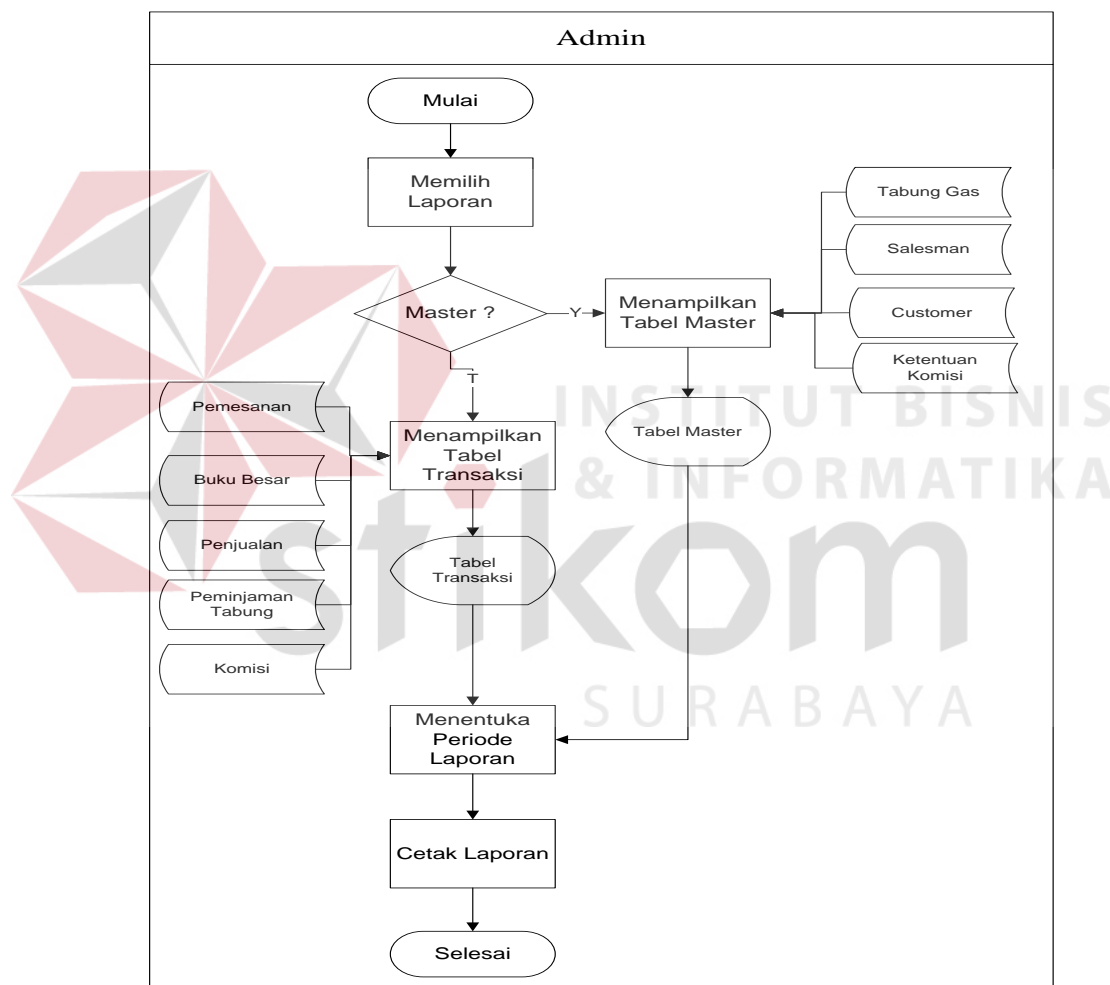 Admin
Mulai
Memilih
Laporan
Master ?
Y
T
Menampilkan
Tabel Master
Tabung Gas
Salesman
Customer
Ketentuan
Komisi
Tabel Master
Pemesanan
Buku Besar
Penjualan
Peminjaman
Tabung
Komisi
Menampilkan
Tabel
Transaksi
Tabel
Transaksi
Menentuka
Periode
Laporan
Cetak Laporan
Selesai
INSTITUT BISNIS
& INFORMATIKA
stikom
SURABAYA